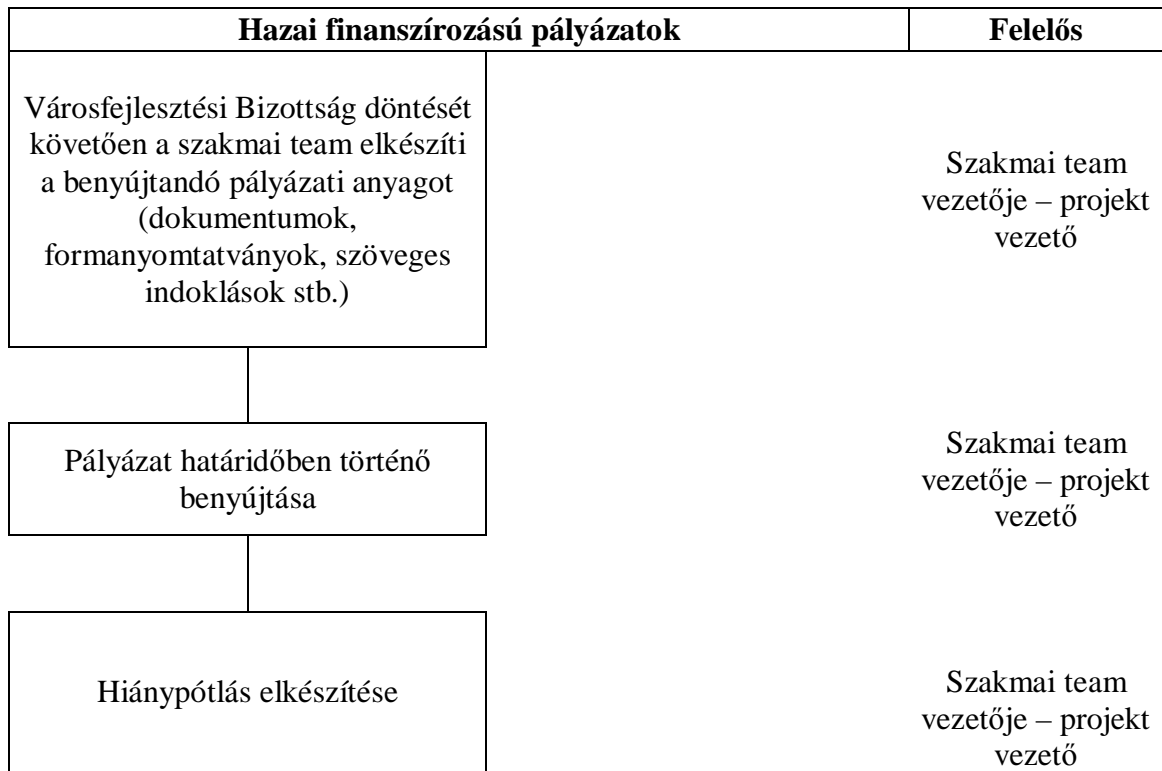 Hazai finanszírozású pályázatok
Felelős
Városfejlesztési Bizottság döntését
követően a szakmai team elkészíti
a benyújtandó pályázati anyagot
(dokumentumok,
formanyomtatványok, szöveges
indoklások stb.)
Szakmai team
vezetője – projekt
vezető
Pályázat határidőben történő
benyújtása
Szakmai team
vezetője – projekt
vezető
Hiánypótlás elkészítése
Szakmai team
vezetője – projekt
vezető